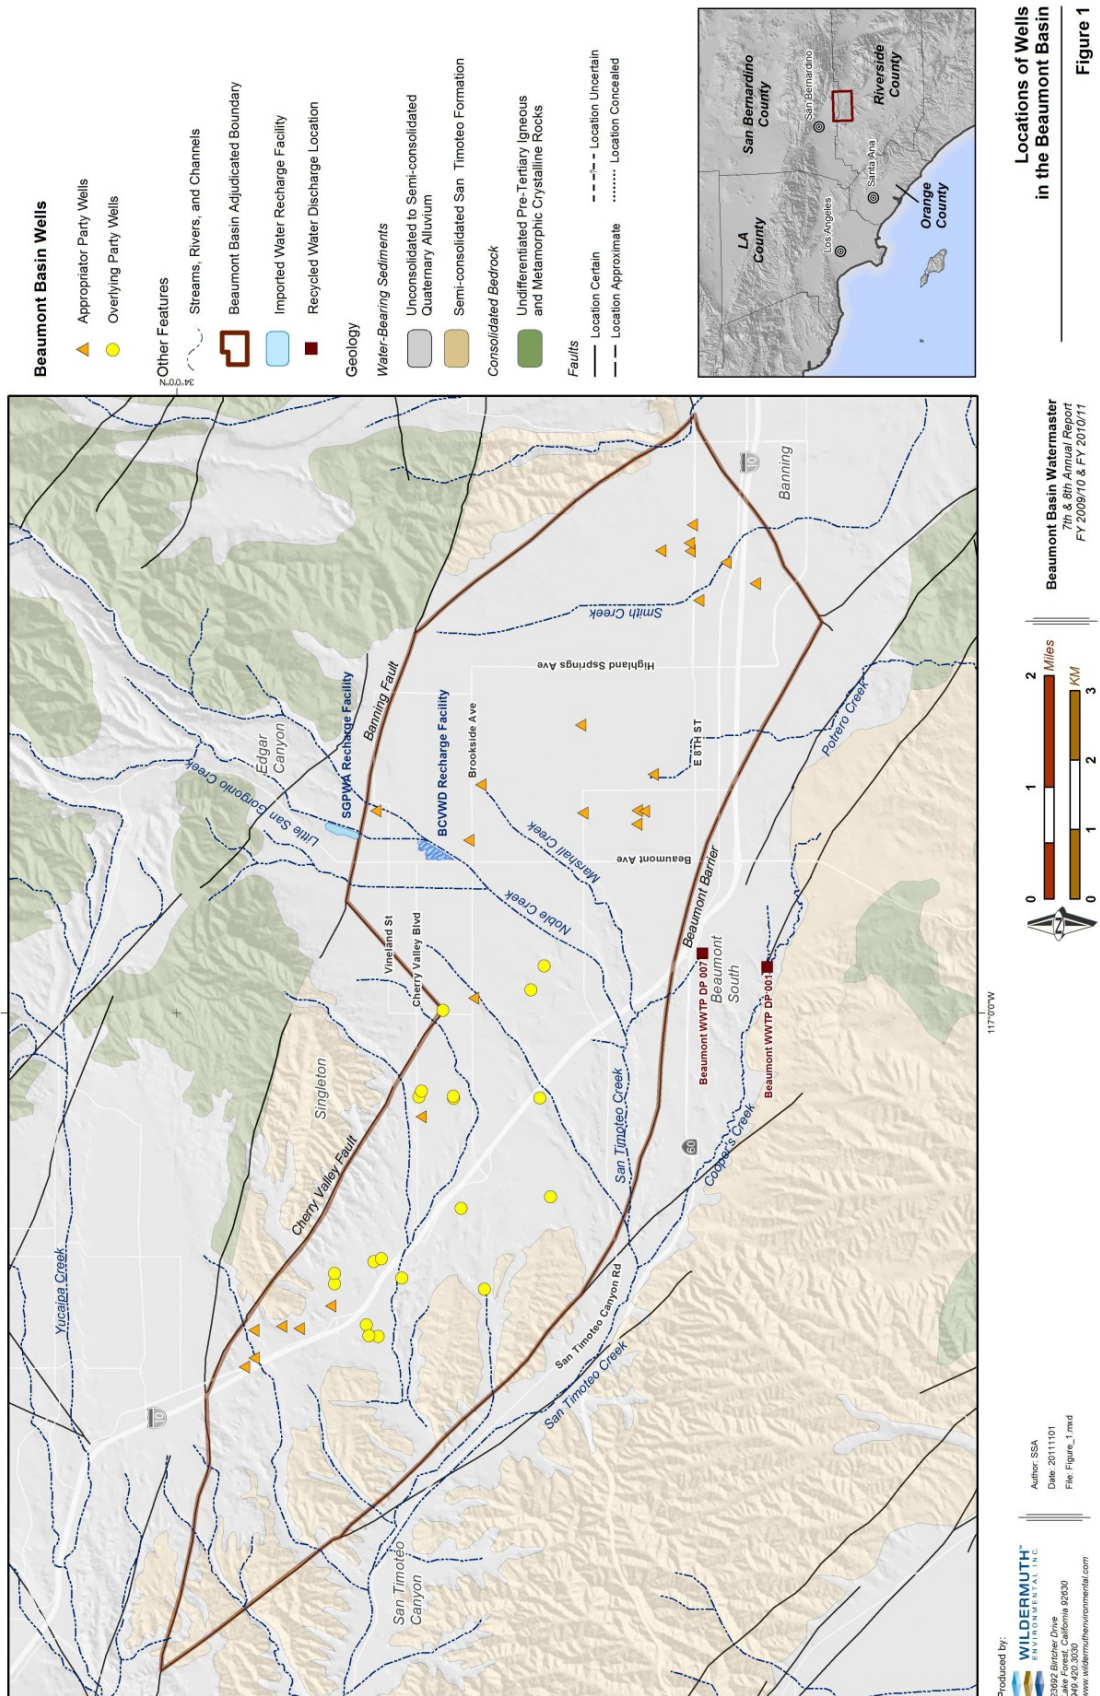 Beaumont Basin Wells
Appropriator Party Wells
Overlying Party Wells
Other Features
Streams, Rivers, and Channels
Beaumont Basin Adjudicated Boundary
Imported Water Recharge Facility
Recycled Water Discharge Location
Geology
Water-Bearing Sediments
Unconsolidated to Semi-consolidated
Quaternary Alluvium
Semi-consolidated San Timoteo Formation
Consolidated Bedrock
Undifferentiated Pre-Tertiary Igneous
and Metamorphic Crystalline Rocks
Faults
Location Certain
Location Uncertain
Location Approximate
Location Concealed
San Bernardino
County
LA
County
San Bernardino
Los Angeles
Riverside
County
Santa Ana
Orange
County
34°0'0"N
117°0'0"W
Yucaipa Creek
10
Edgar
Canyon
Little San Gorgonio Creek
SGPWA Recharge Facility
Banning Fault
Singleton
Cherry Valley Fault
Vineland St
Cherry Valley Blvd
BCVWD Recharge Facility
Brookside Ave
Noble Creek
Marshall Creek
Highland Ssprings Ave
Smith Creek
Beaumont Ave
E 8TH ST
San Timoteo
Canyon
San Timoteo Canyon Rd
San Timoteo Creek
San Timoteo Creek
Beaumont Barrier
60
Beaumont WWTP DP 007
Beaumont
South
Cooper's Creek
Beaumont WWTP DP 001
Potrero Creek
10
Banning
Produced by:
WILDERMUTH™
ENVIRONMENTAL INC.
23692 Birtcher Drive
Lake Forest, California 92630
949.420.3030
www.wildermuthenvironmental.com
Author: SSA
Date: 20111101
File: Figure_1.mxd
N
0 1 2
Miles
KM
0 1 2 3
Beaumont Basin Watermaster
7th & 8th Annual Report
FY 2009/10 & FY 2010/11
Locations of Wells
in the Beaumont Basin
Figure 1